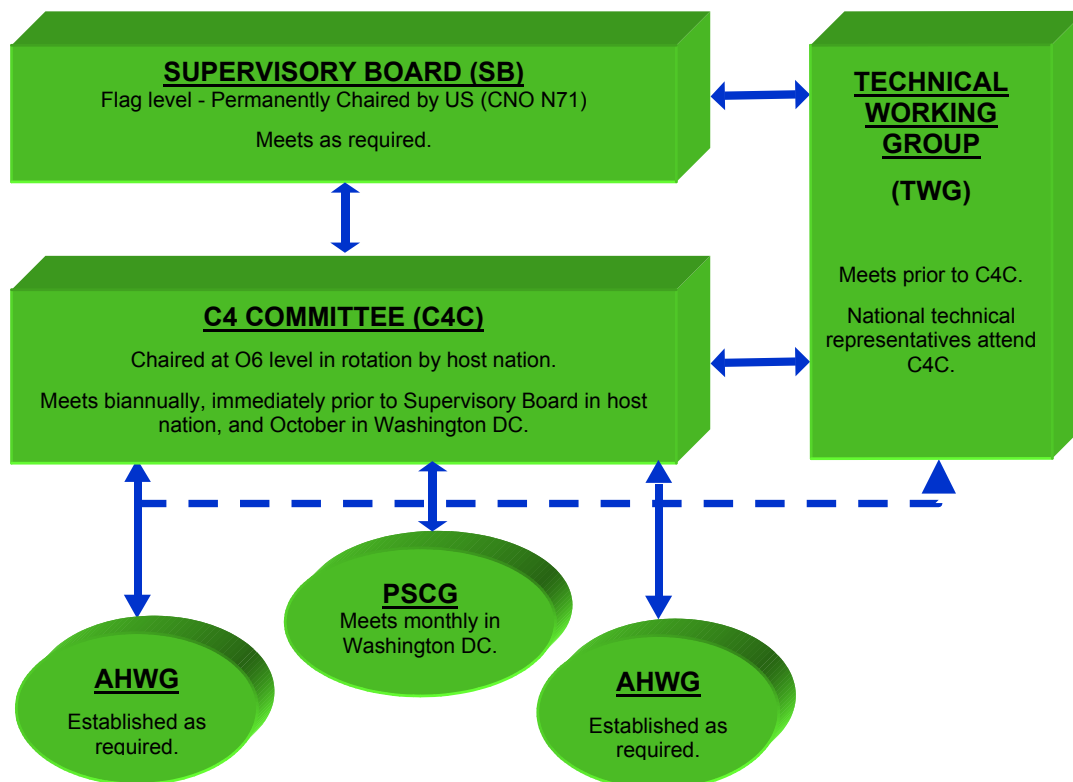 SUPERVISORY BOARD (SB)
Flag level - Permanently Chaired by US (CNO N71)
Meets as required.
TECHNICAL
WORKING
GROUP
(TWG)
Meets prior to C4C.
National technical
representatives attend
C4C.
C4 COMMITTEE (C4C)
Chaired at O6 level in rotation by host nation.
Meets biannually, immediately prior to Supervisory Board in host
nation, and October in Washington DC.
PSCG
Meets monthly in
Washington DC.
AHWG
Established as
required.
AHWG
Established as
required.